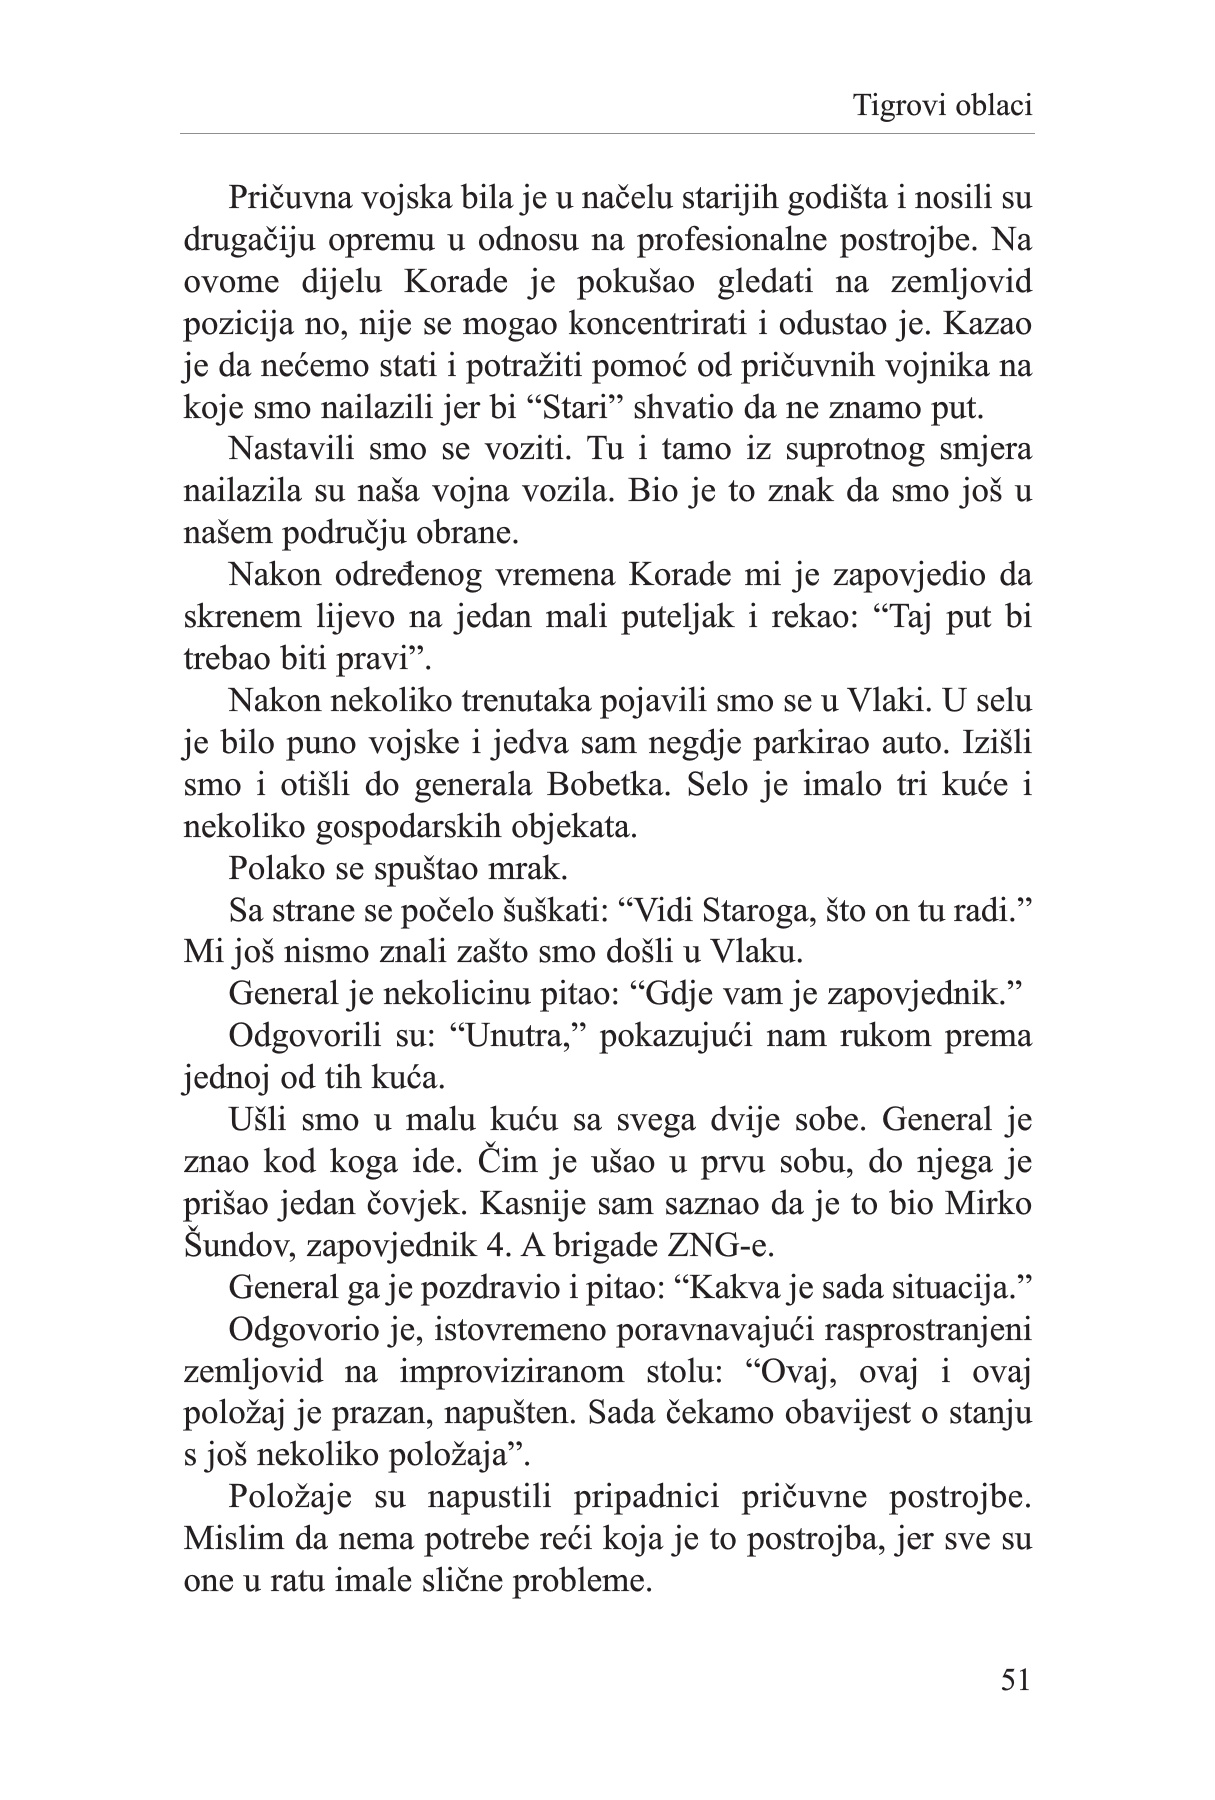 Tigrovi oblaci
Pričuvna vojska bila je u načelu starijih godišta i nosili su
drugačiju opremu u odnosu na profesionalne postrojbe. Na
ovome dijelu Korade je pokušao gledati na zemljovid
pozicija no, nije se mogao koncentrirati i odustao je. Kazao
je da nećemo stati i potražiti pomoć od pričuvnih vojnika na
koje smo nailazili jer bi “Stari” shvatio da ne znamo put.
Nastavili smo se voziti. Tu i tamo iz suprotnog smjera
nailazila su naša vojna vozila. Bio je to znak da smo još u
našem području obrane.
Nakon određenog vremena Korade mi je zapovjedio da
skrenem lijevo na jedan mali puteljak i rekao: “Taj put bi
trebao biti pravi”.
Nakon nekoliko trenutaka pojavili smo se u Vlaki. U selu
je bilo puno vojske i jedva sam negdje parkirao auto. Izišli
smo i otišli do generala Bobetka. Selo je imalo tri kuće i
nekoliko gospodarskih objekata.
Polako se spuštao mrak.
Sa strane se počelo šuškati: “Vidi Staroga, što on tu radi.”
Mi još nismo znali zašto smo došli u Vlaku.
General je nekolicinu pitao: “Gdje vam je zapovjednik.”
Odgovorili su: “Unutra,” pokazujući nam rukom prema
jednoj od tih kuća.
Ušli smo u malu kuću sa svega dvije sobe. General je
znao kod koga ide. Čim je ušao u prvu sobu, do njega je
prišao jedan čovjek. Kasnije sam saznao da je to bio Mirko
Šundov, zapovjednik 4. A brigade ZNG-e.
General ga je pozdravio i pitao: “Kakva je sada situacija.”
Odgovorio je, istovremeno poravnavajući rasprostranjeni
zemljovid na improviziranom stolu: “Ovaj, ovaj i ovaj
položaj je prazan, napušten. Sada čekamo obavijest o stanju
s još nekoliko položaja”.
Položaje su napustili pripadnici pričuvne postrojbe.
Mislim da nema potrebe reći koja je to postrojba, jer sve su
one u ratu imale slične probleme.
51